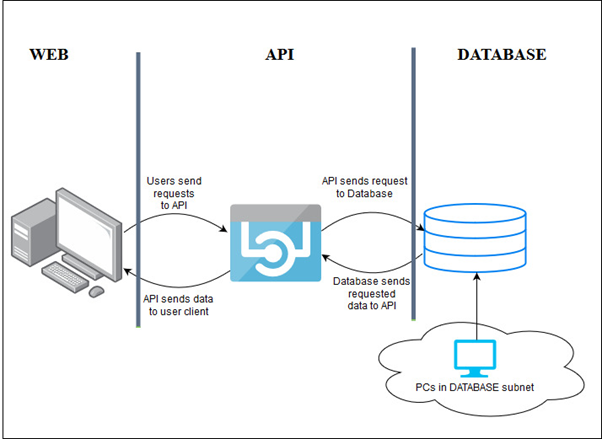 WEB
API
DATABASE
Users send
requests
to API
API sends request
to Database
API sends data
to user client
Database sends
requested
data to API
PCs in DATABASE subnet